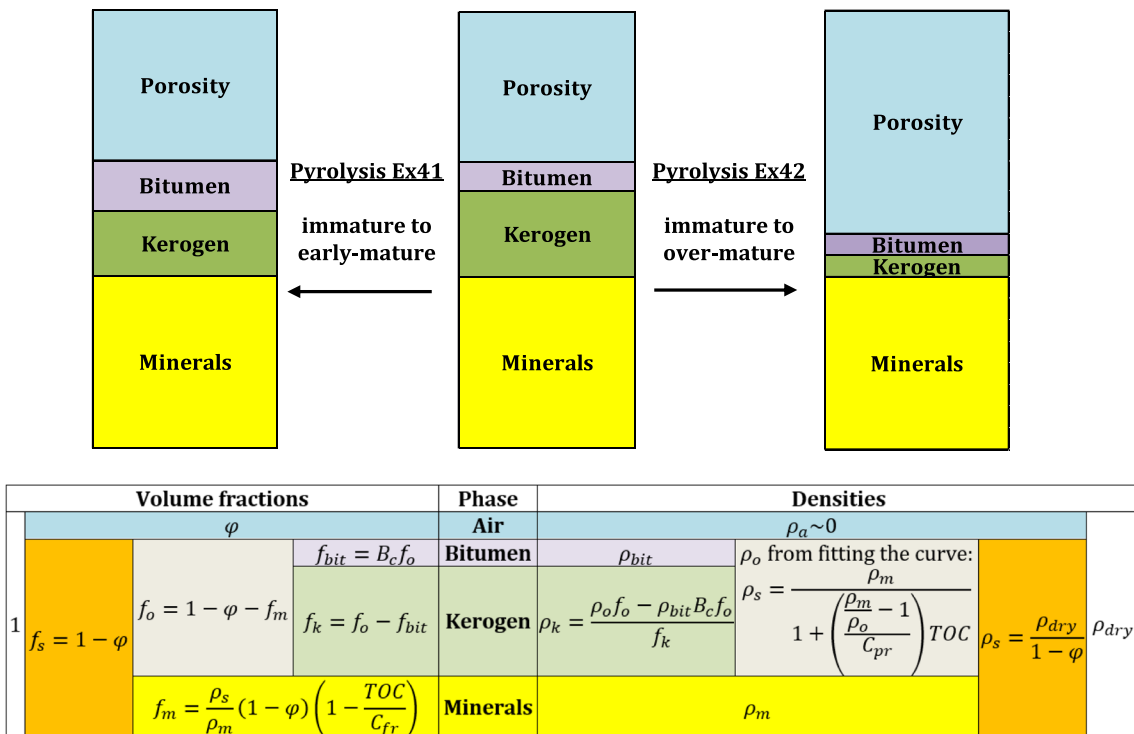 Porosity
Bitumen
Kerogen
Minerals
Pyrolysis Ex41
immature to
early-mature
Porosity
Bitumen
Kerogen
Minerals
Pyrolysis Ex42
immature to
over-mature
Porosity
Bitumen
Kerogen
Minerals
Volume fractions Phase Densities
φ Air ρ_a~0
1 f_s = 1 − φ f_o = 1 − φ − f_m f_bit = B_c f_o Bitumen ρ_bit ρ_o from fitting the curve:
f_k = f_o − f_bit Kerogen ρ_k = (ρ_o f_o − ρ_bit B_c f_o) / f_k ρ_s = ρ_m / (1 + ((ρ_m/ρ_o − 1) / C_pr) TOC) ρ_s = ρ_dry / (1 − φ) ρ_dry
f_m = ρ_s/ρ_m (1 − φ) (1 − TOC/C_fr) Minerals ρ_m